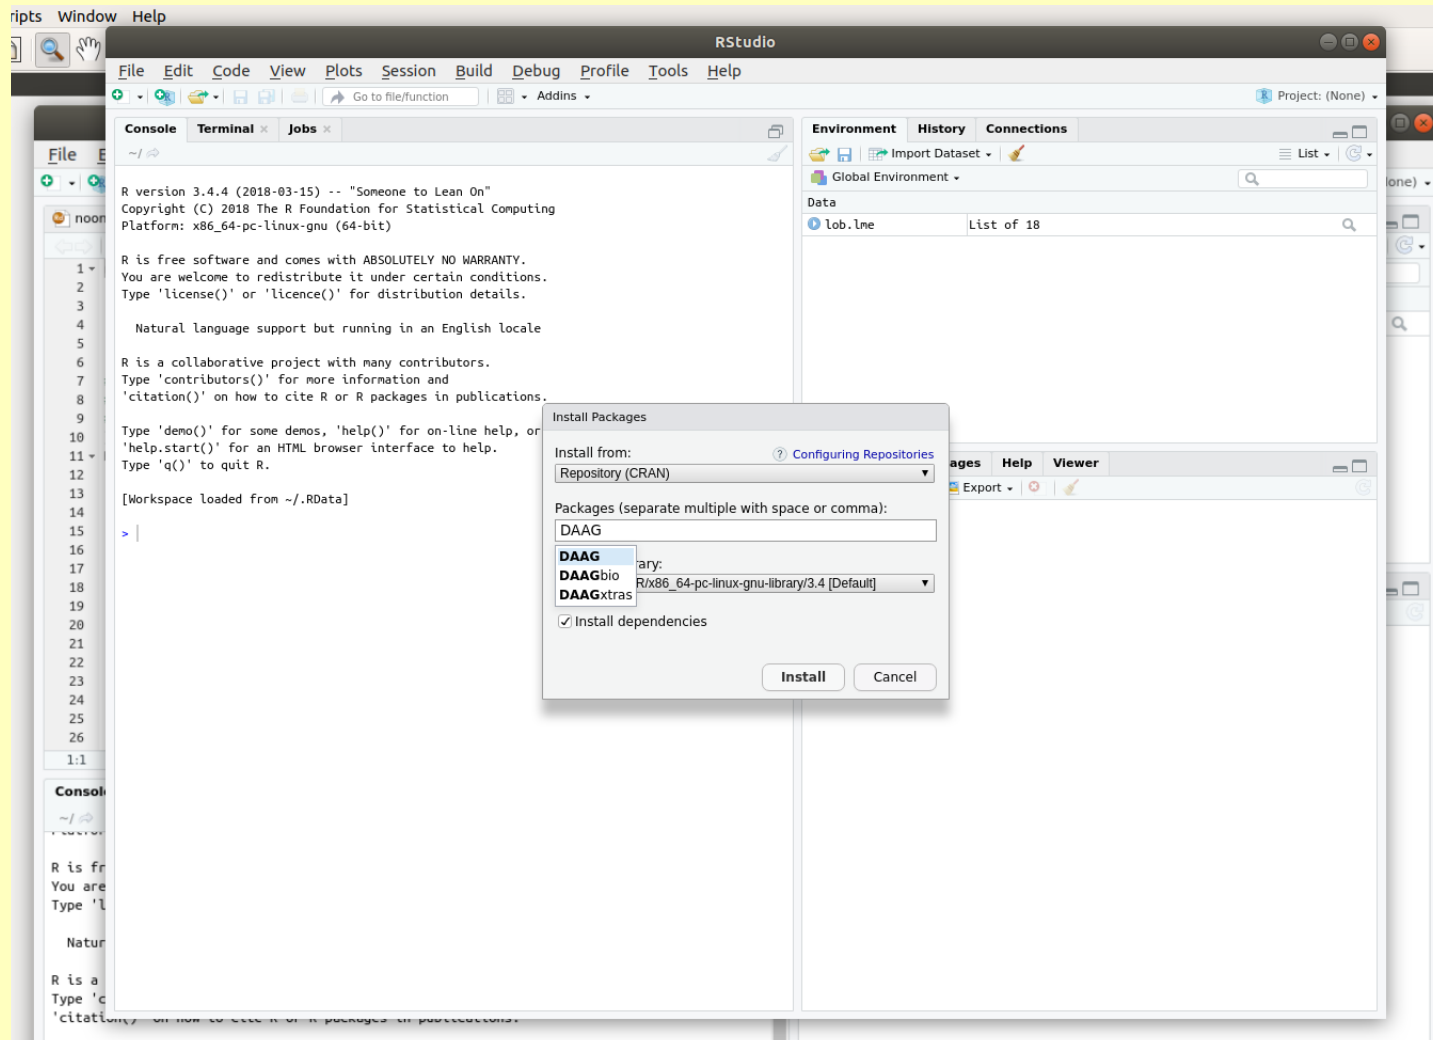 ripts Window Help
RStudio
File Edit Code View Plots Session Build Debug Profile Tools Help
Go to file/function Addins Project: (None)
Console Terminal Jobs
~/
R version 3.4.4 (2018-03-15) -- "Someone to Lean On"
Copyright (C) 2018 The R Foundation for Statistical Computing
Platform: x86_64-pc-linux-gnu (64-bit)
R is free software and comes with ABSOLUTELY NO WARRANTY.
You are welcome to redistribute it under certain conditions.
Type 'license()' or 'licence()' for distribution details.
Natural language support but running in an English locale
R is a collaborative project with many contributors.
Type 'contributors()' for more information and
'citation()' on how to cite R or R packages in publications.
Type 'demo()' for some demos, 'help()' for on-line help, or
'help.start()' for an HTML browser interface to help.
Type 'q()' to quit R.
[Workspace loaded from ~/.RData]
>
Environment History Connections
Import Dataset List
Global Environment
Data
lob.lme List of 18
ages Help Viewer
Export
Install Packages
Install from:
? Configuring Repositories
Repository (CRAN)
Packages (separate multiple with space or comma):
DAAG
DAAG
DAAGbio
DAAGxtras
rary:
R/x86_64-pc-linux-gnu-library/3.4 [Default]
Install dependencies
Install Cancel
File E
one)
noon
1
2
3
4
5
6
7
8
9
10
11
12
13
14
15
16
17
18
19
20
21
22
23
24
25
26
1:1
Consol
~/
R is fr
You are
Type 'l
Natur
R is a
Type 'c
'citation()' on how to cite R or R packages in publications.